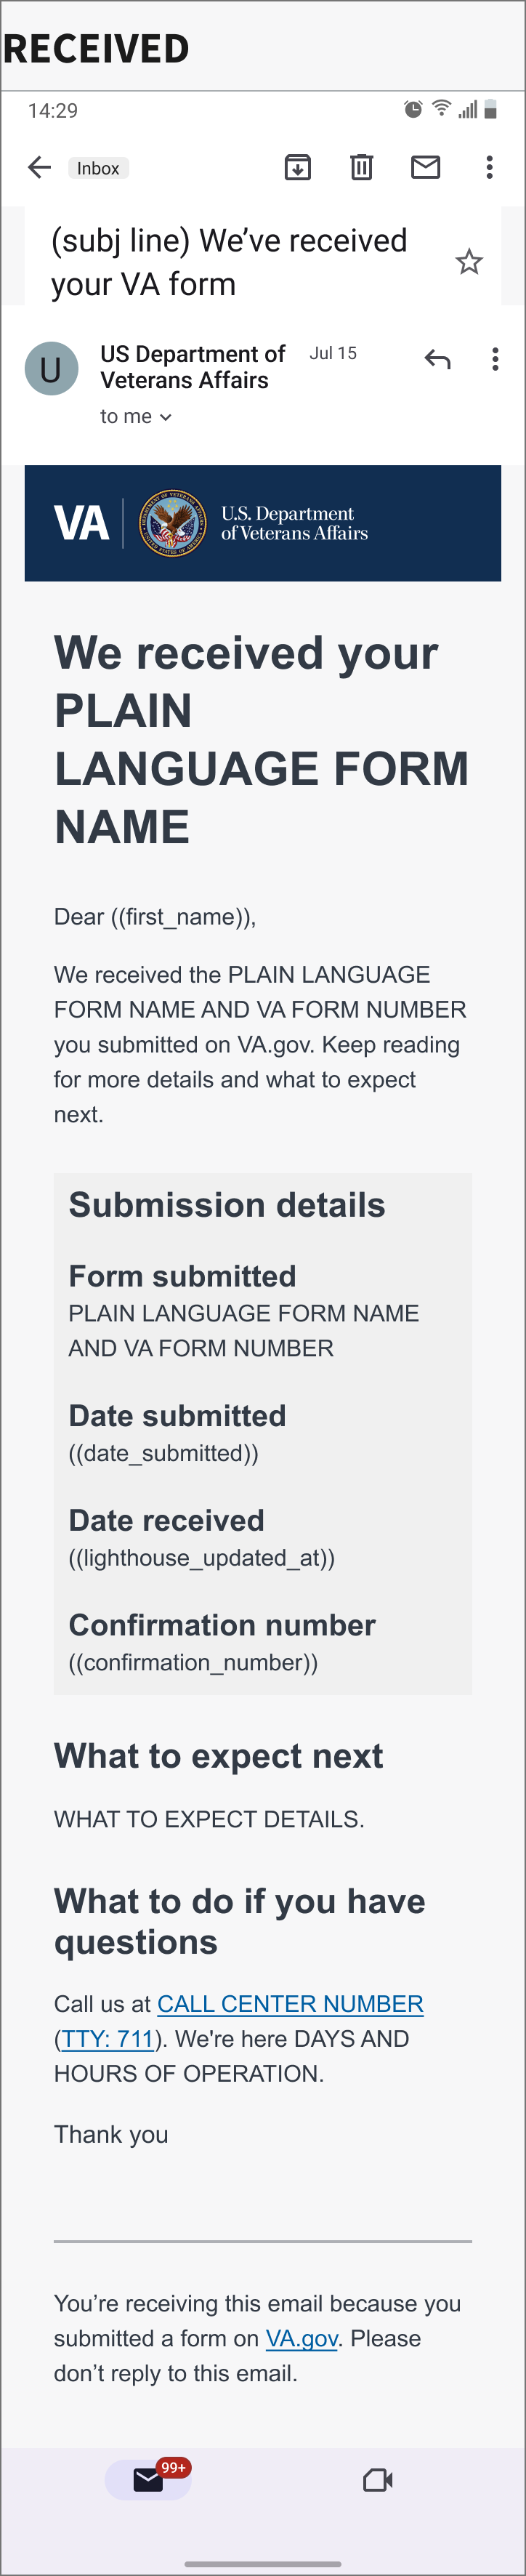 RECEIVED
14:29
Inbox
(subj line) We’ve received
your VA form
U
US Department of
Veterans Affairs
Jul 15
to me
VA
U.S. Department
of Veterans Affairs
We received your
PLAIN
LANGUAGE FORM
NAME
Dear ((first_name)),
We received the PLAIN LANGUAGE
FORM NAME AND VA FORM NUMBER
you submitted on VA.gov. Keep reading
for more details and what to expect
next.
Submission details
Form submitted
PLAIN LANGUAGE FORM NAME
AND VA FORM NUMBER
Date submitted
((date_submitted))
Date received
((lighthouse_updated_at))
Confirmation number
((confirmation_number))
What to expect next
WHAT TO EXPECT DETAILS.
What to do if you have
questions
Call us at CALL CENTER NUMBER
(TTY: 711). We're here DAYS AND
HOURS OF OPERATION.
Thank you
You’re receiving this email because you
submitted a form on VA.gov. Please
don’t reply to this email.
99+